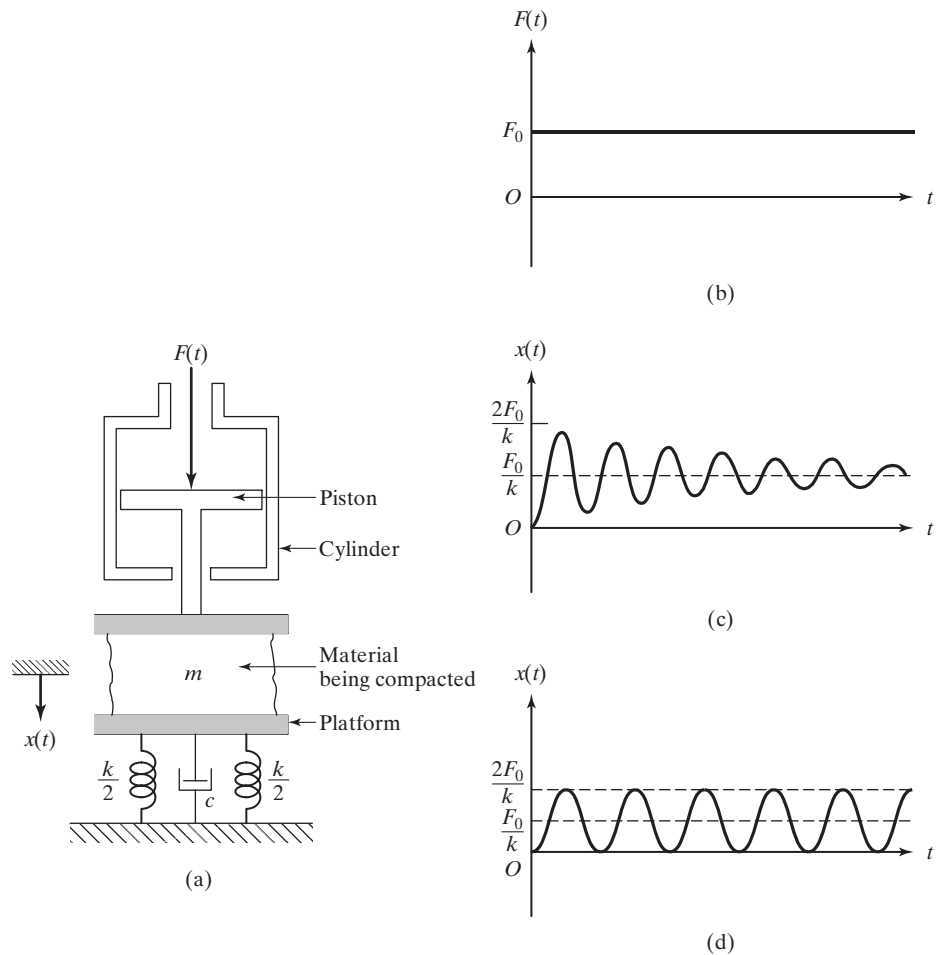 F(t)
F₀
O
t
(b)
x(t)
2F₀/k
F₀/k
O
t
(c)
x(t)
2F₀/k
F₀/k
O
t
(d)
F(t)
Piston
Cylinder
Material
being compacted
m
Platform
x(t)
k/2
c
k/2
(a)